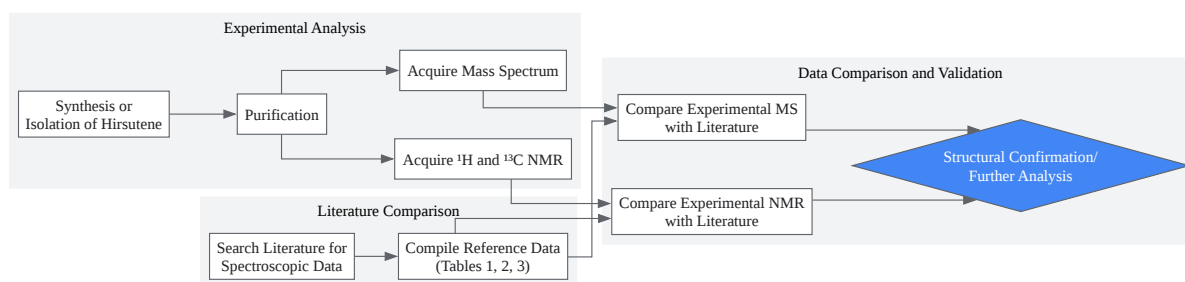 Experimental Analysis
Synthesis or
Isolation of Hirsutene
Purification
Acquire Mass Spectrum
Acquire ¹H and ¹³C NMR
Literature Comparison
Search Literature for
Spectroscopic Data
Compile Reference Data
(Tables 1, 2, 3)
Data Comparison and Validation
Compare Experimental MS
with Literature
Compare Experimental NMR
with Literature
Structural Confirmation/
Further Analysis